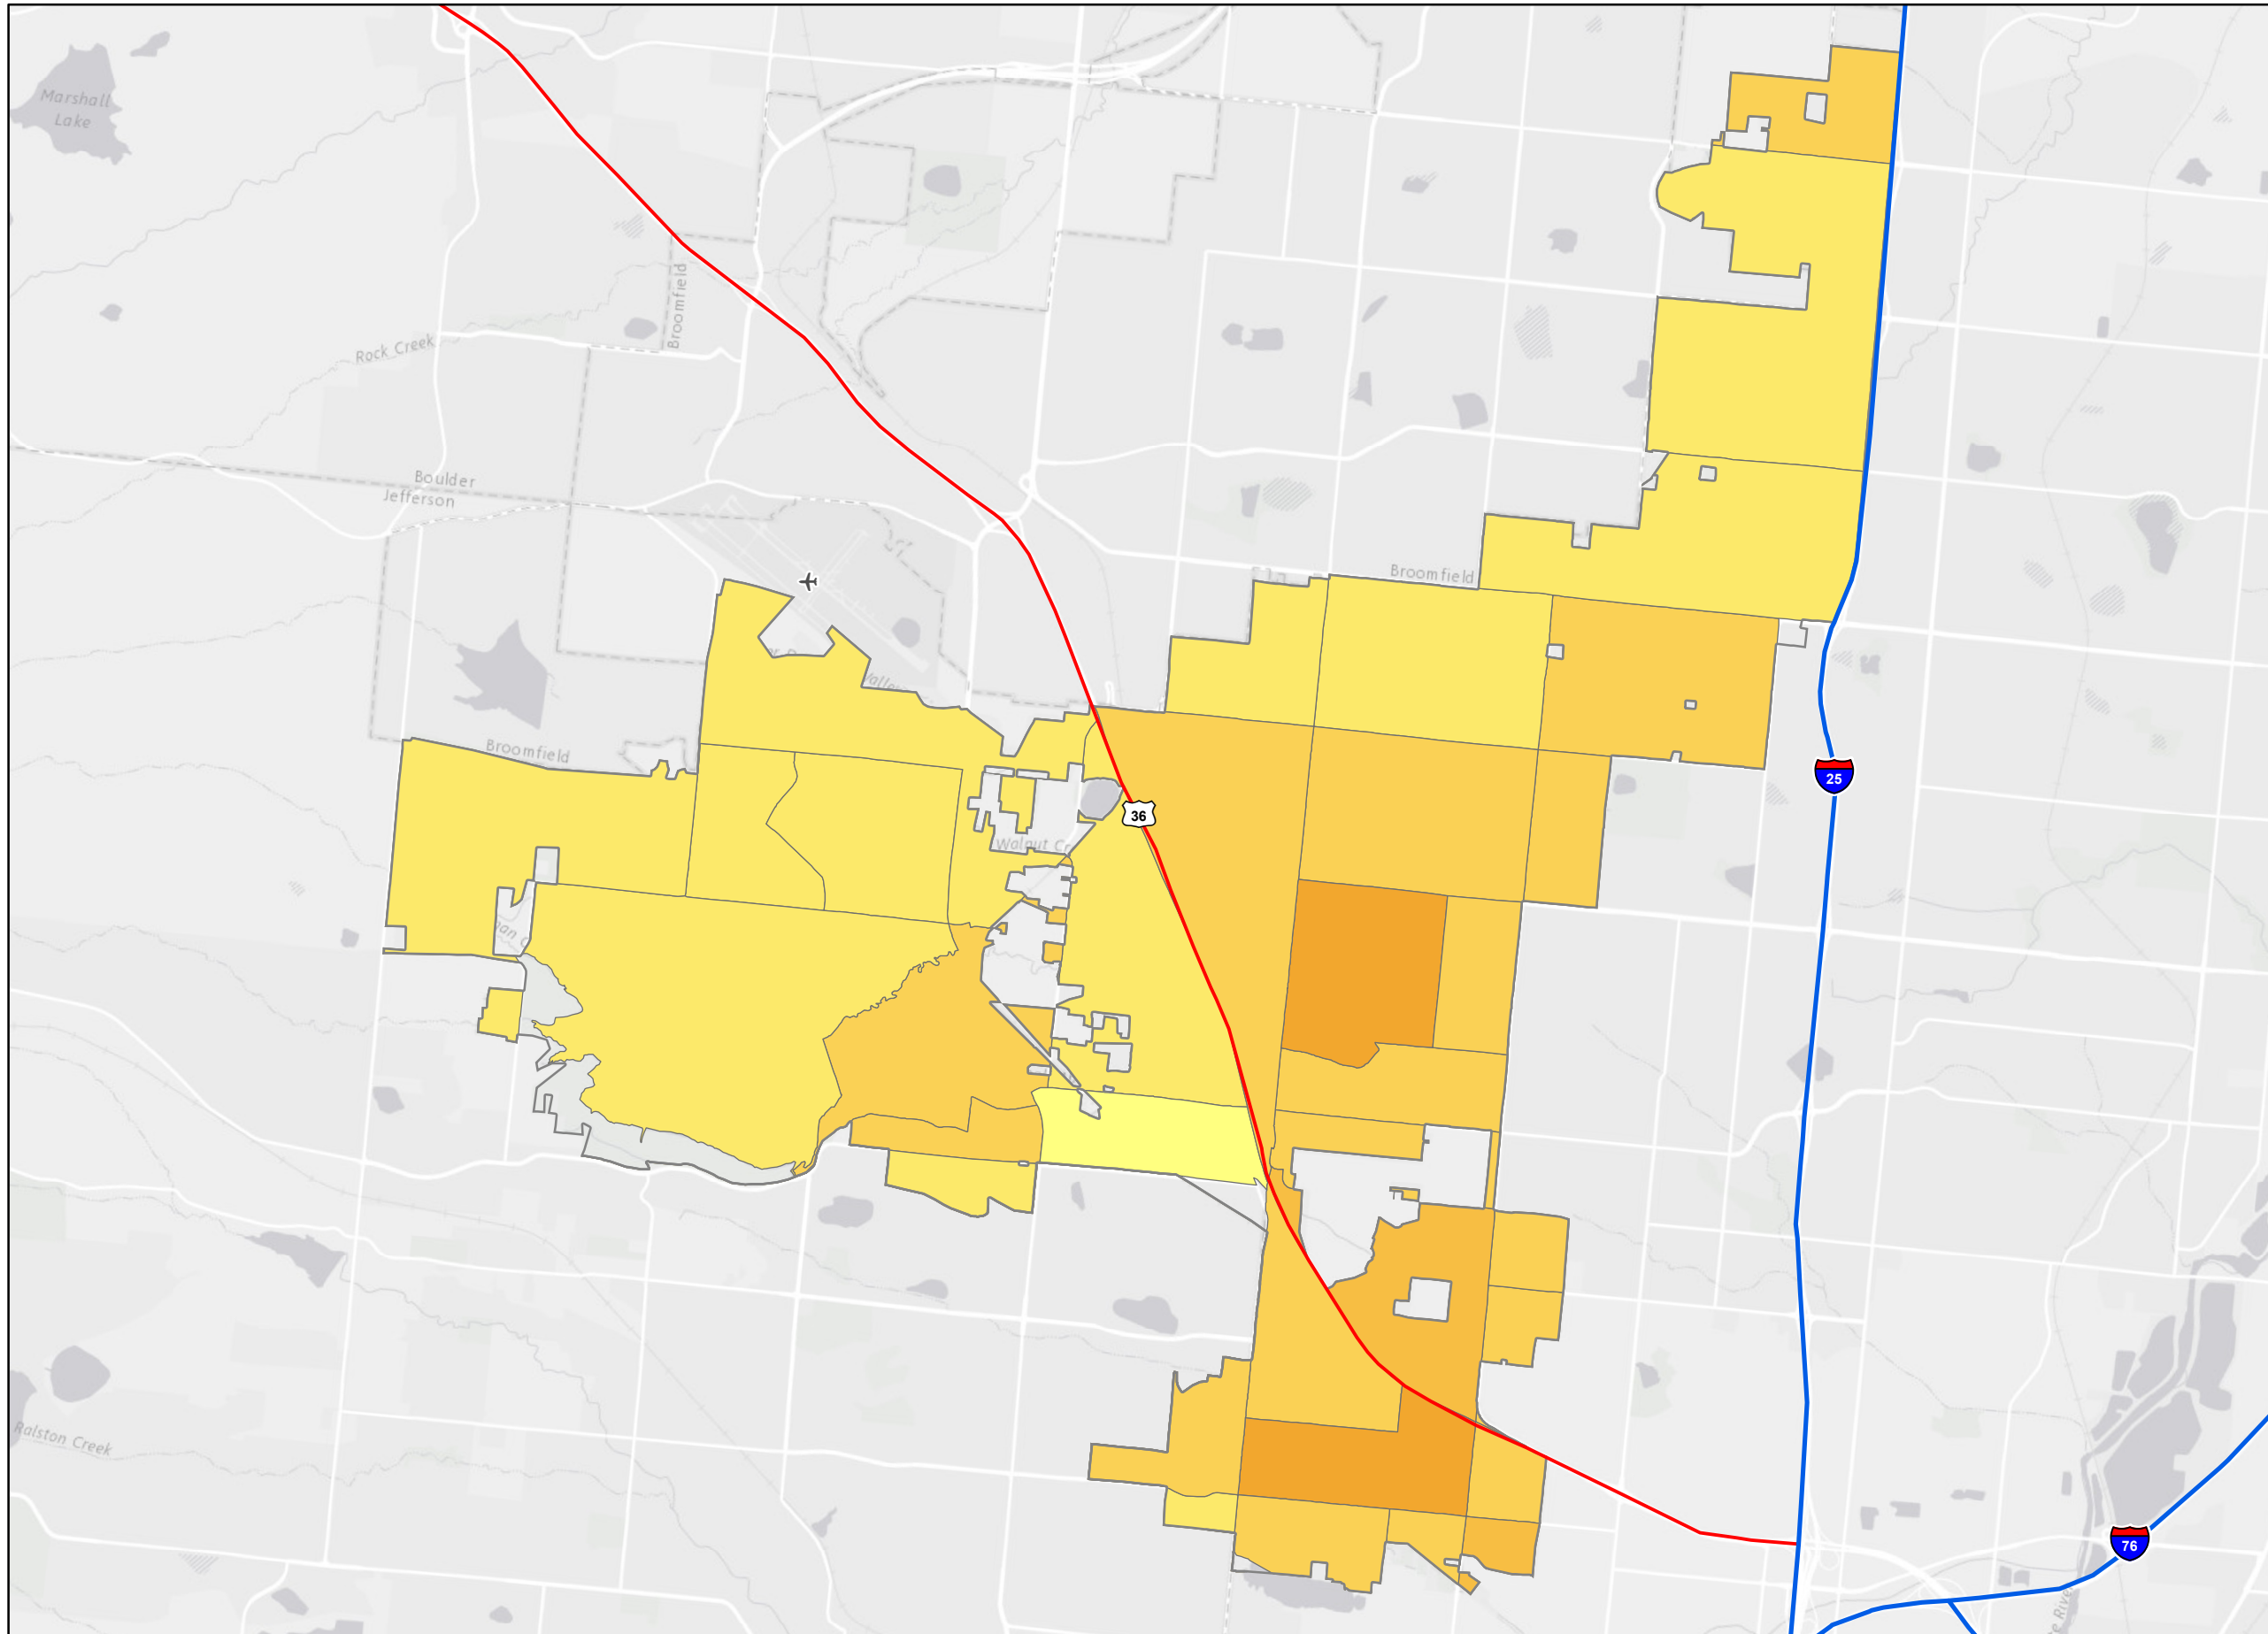 Marshall
Lake
Broomfield
Rock Creek
Boulder
Jefferson
Broomfield
Broomfield
25
36
Walnut Cr
Ralston Creek
76